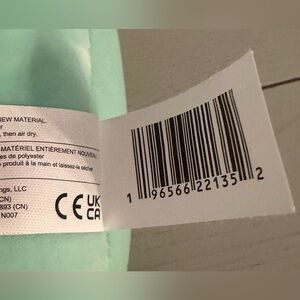 NEW MATERIAL.
, then air dry.
MATÉRIEL ENTIÈREMENT NOUVEAU
es de polyester
produit à la main et laissez-le sécher
ngs, LLC
CN)
893 (CN)
N007
CE UK
CA
1 96566 22135 2